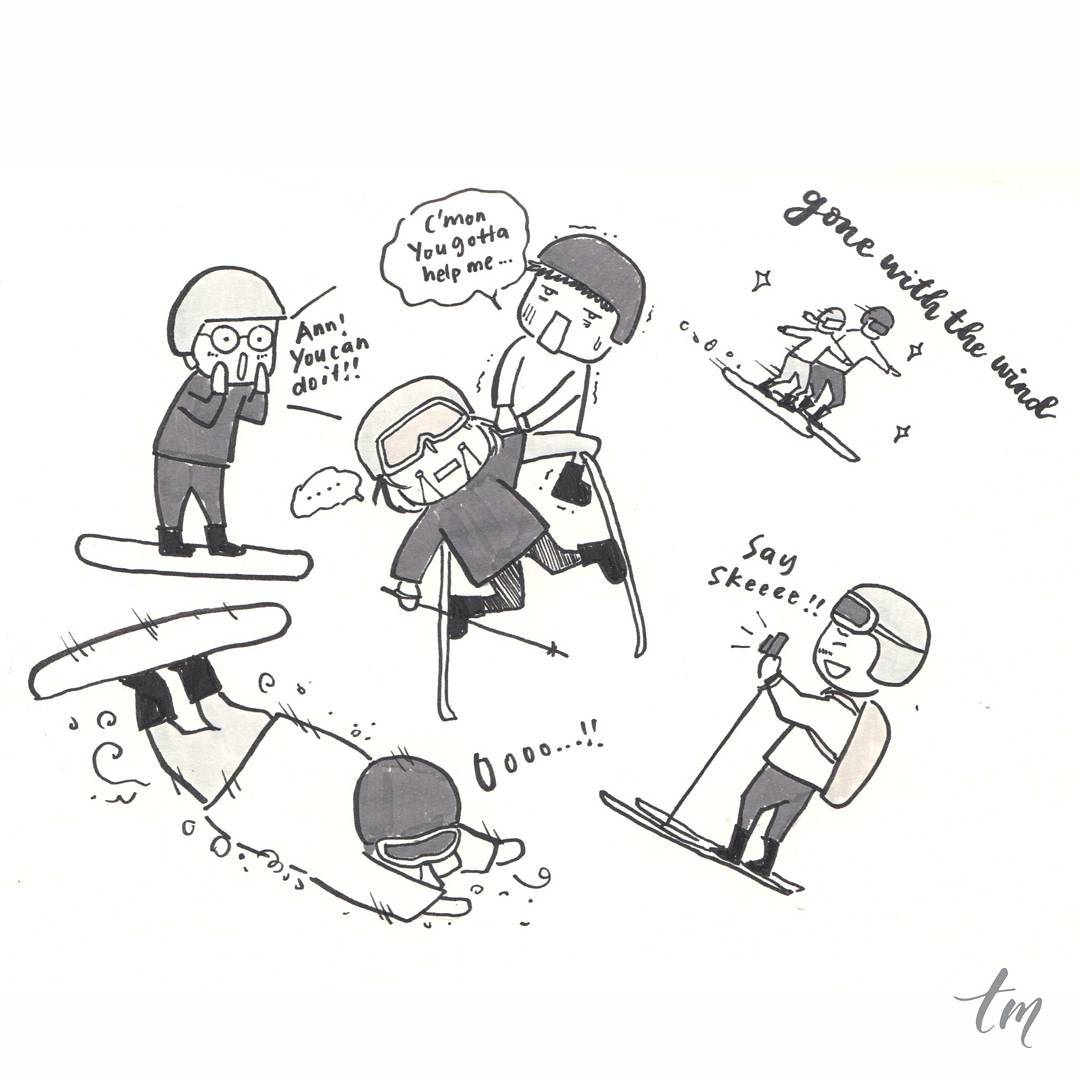 C'mon
You gotta
help me...
Ann!
You can
do it!!
.....
gone with the wind
Say
Skeeee!!
Oooo...!!
tm